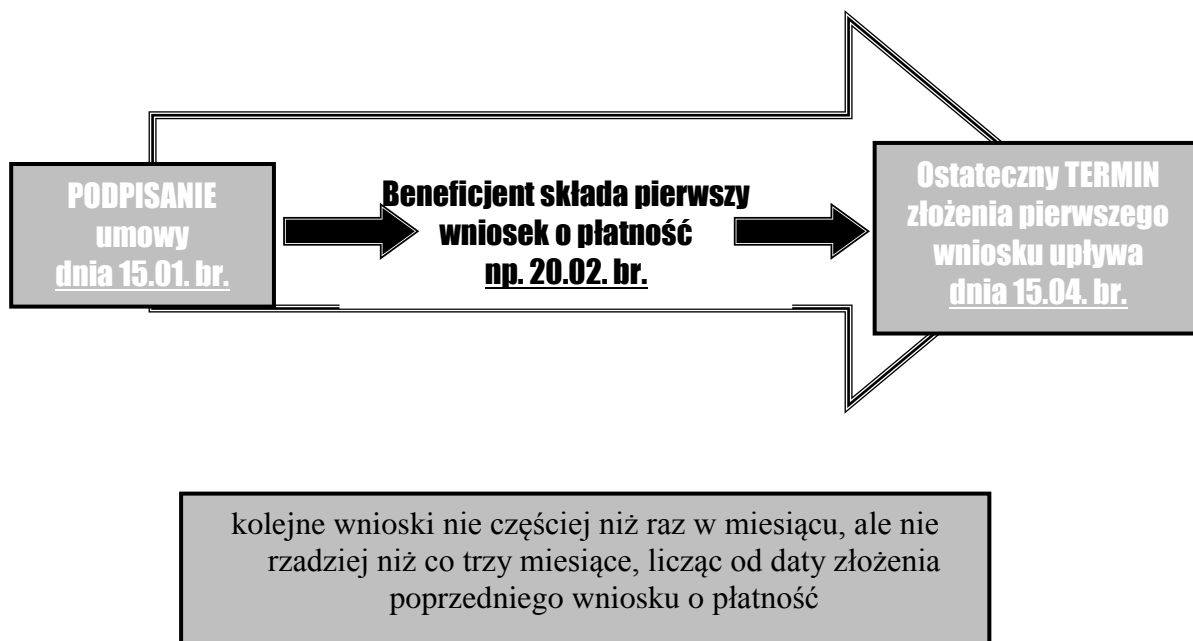 PODPISANIE
umowy
dnia 15.01. br.
Beneficjent składa pierwszy
wniosek o płatność
np. 20.02. br.
Ostateczny TERMIN
złożenia pierwszego
wniosku upływa
dnia 15.04. br.
kolejne wnioski nie częściej niż raz w miesiącu, ale nie
rzadziej niż co trzy miesiące, licząc od daty złożenia
poprzedniego wniosku o płatność